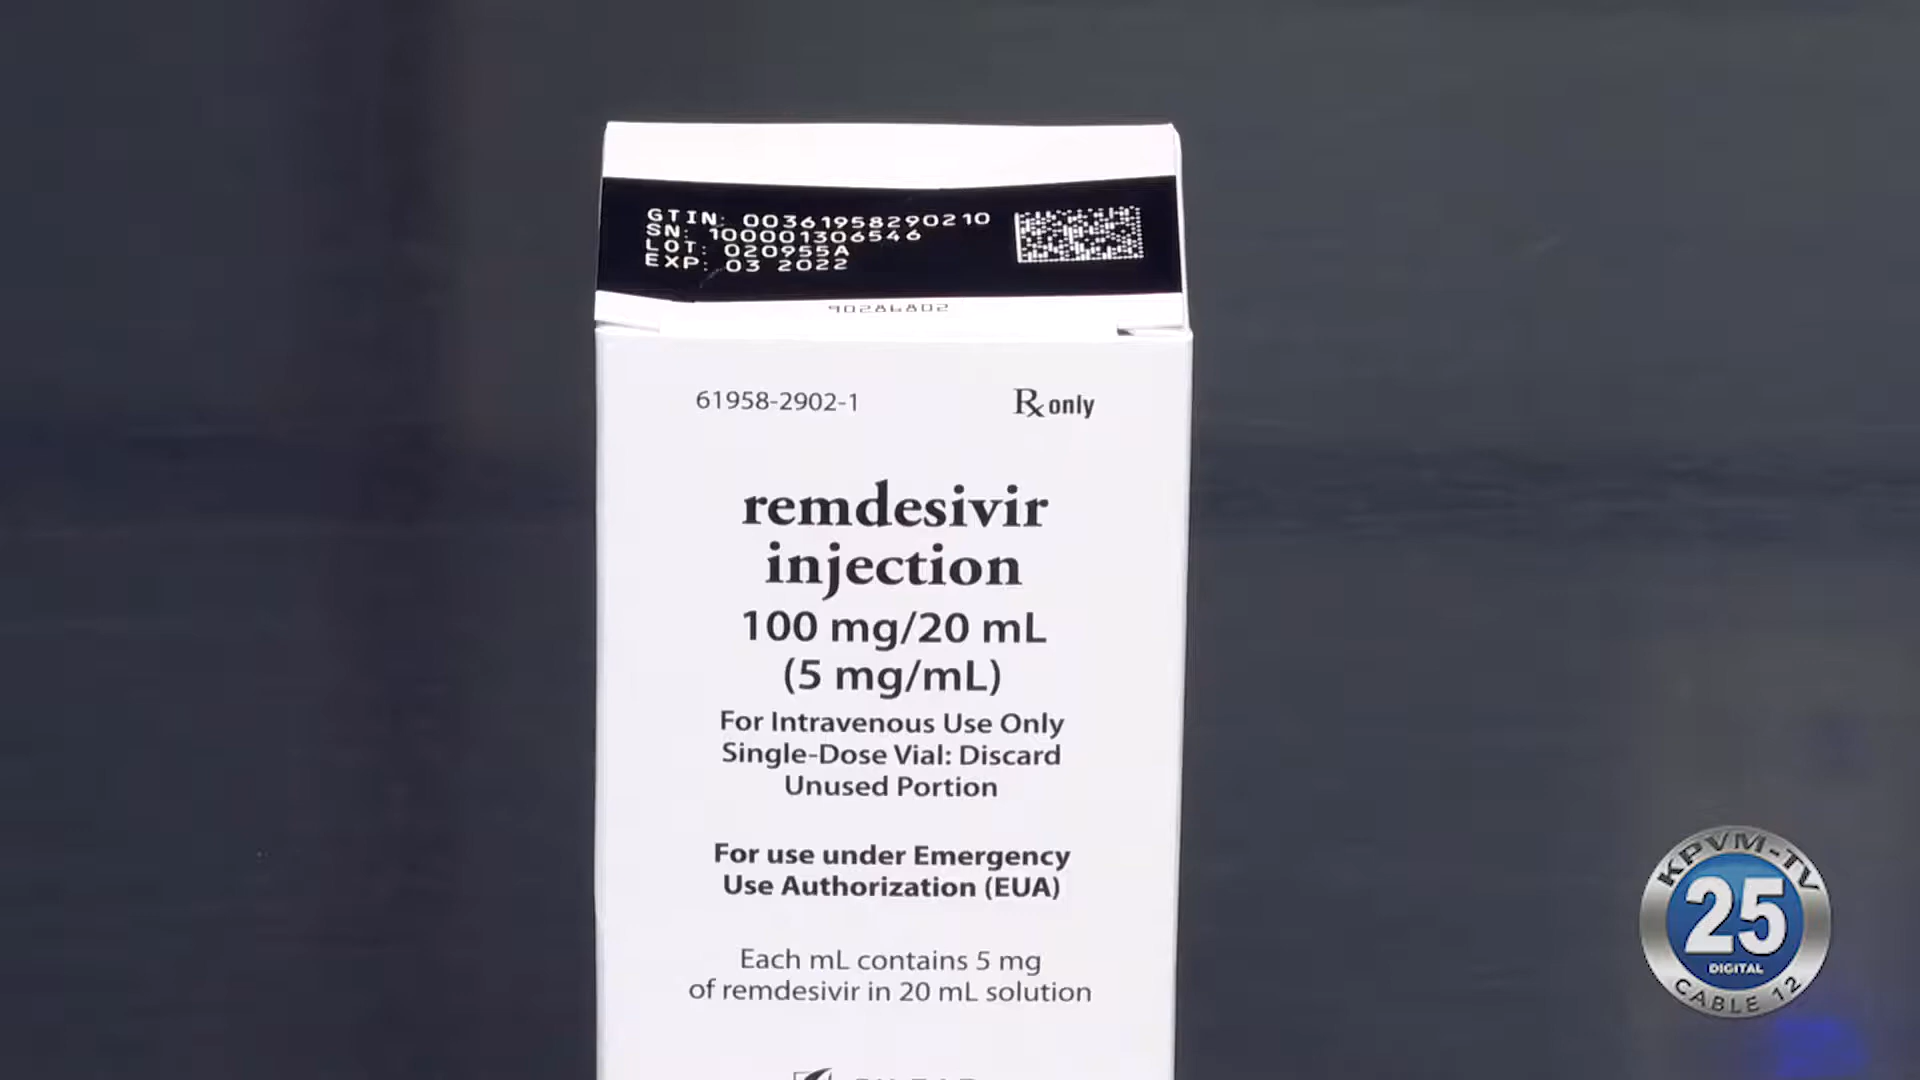 GTIN: 00361958290210
SN: 100001306546
LOT: 020955A
EXP: 03 2022
90286802
61958-2902-1
Rx only
remdesivir
injection
100 mg/20 mL
(5 mg/mL)
For Intravenous Use Only
Single-Dose Vial: Discard
Unused Portion
For use under Emergency
Use Authorization (EUA)
Each mL contains 5 mg
of remdesivir in 20 mL solution
KPVM-TV
25
DIGITAL
CABLE 12